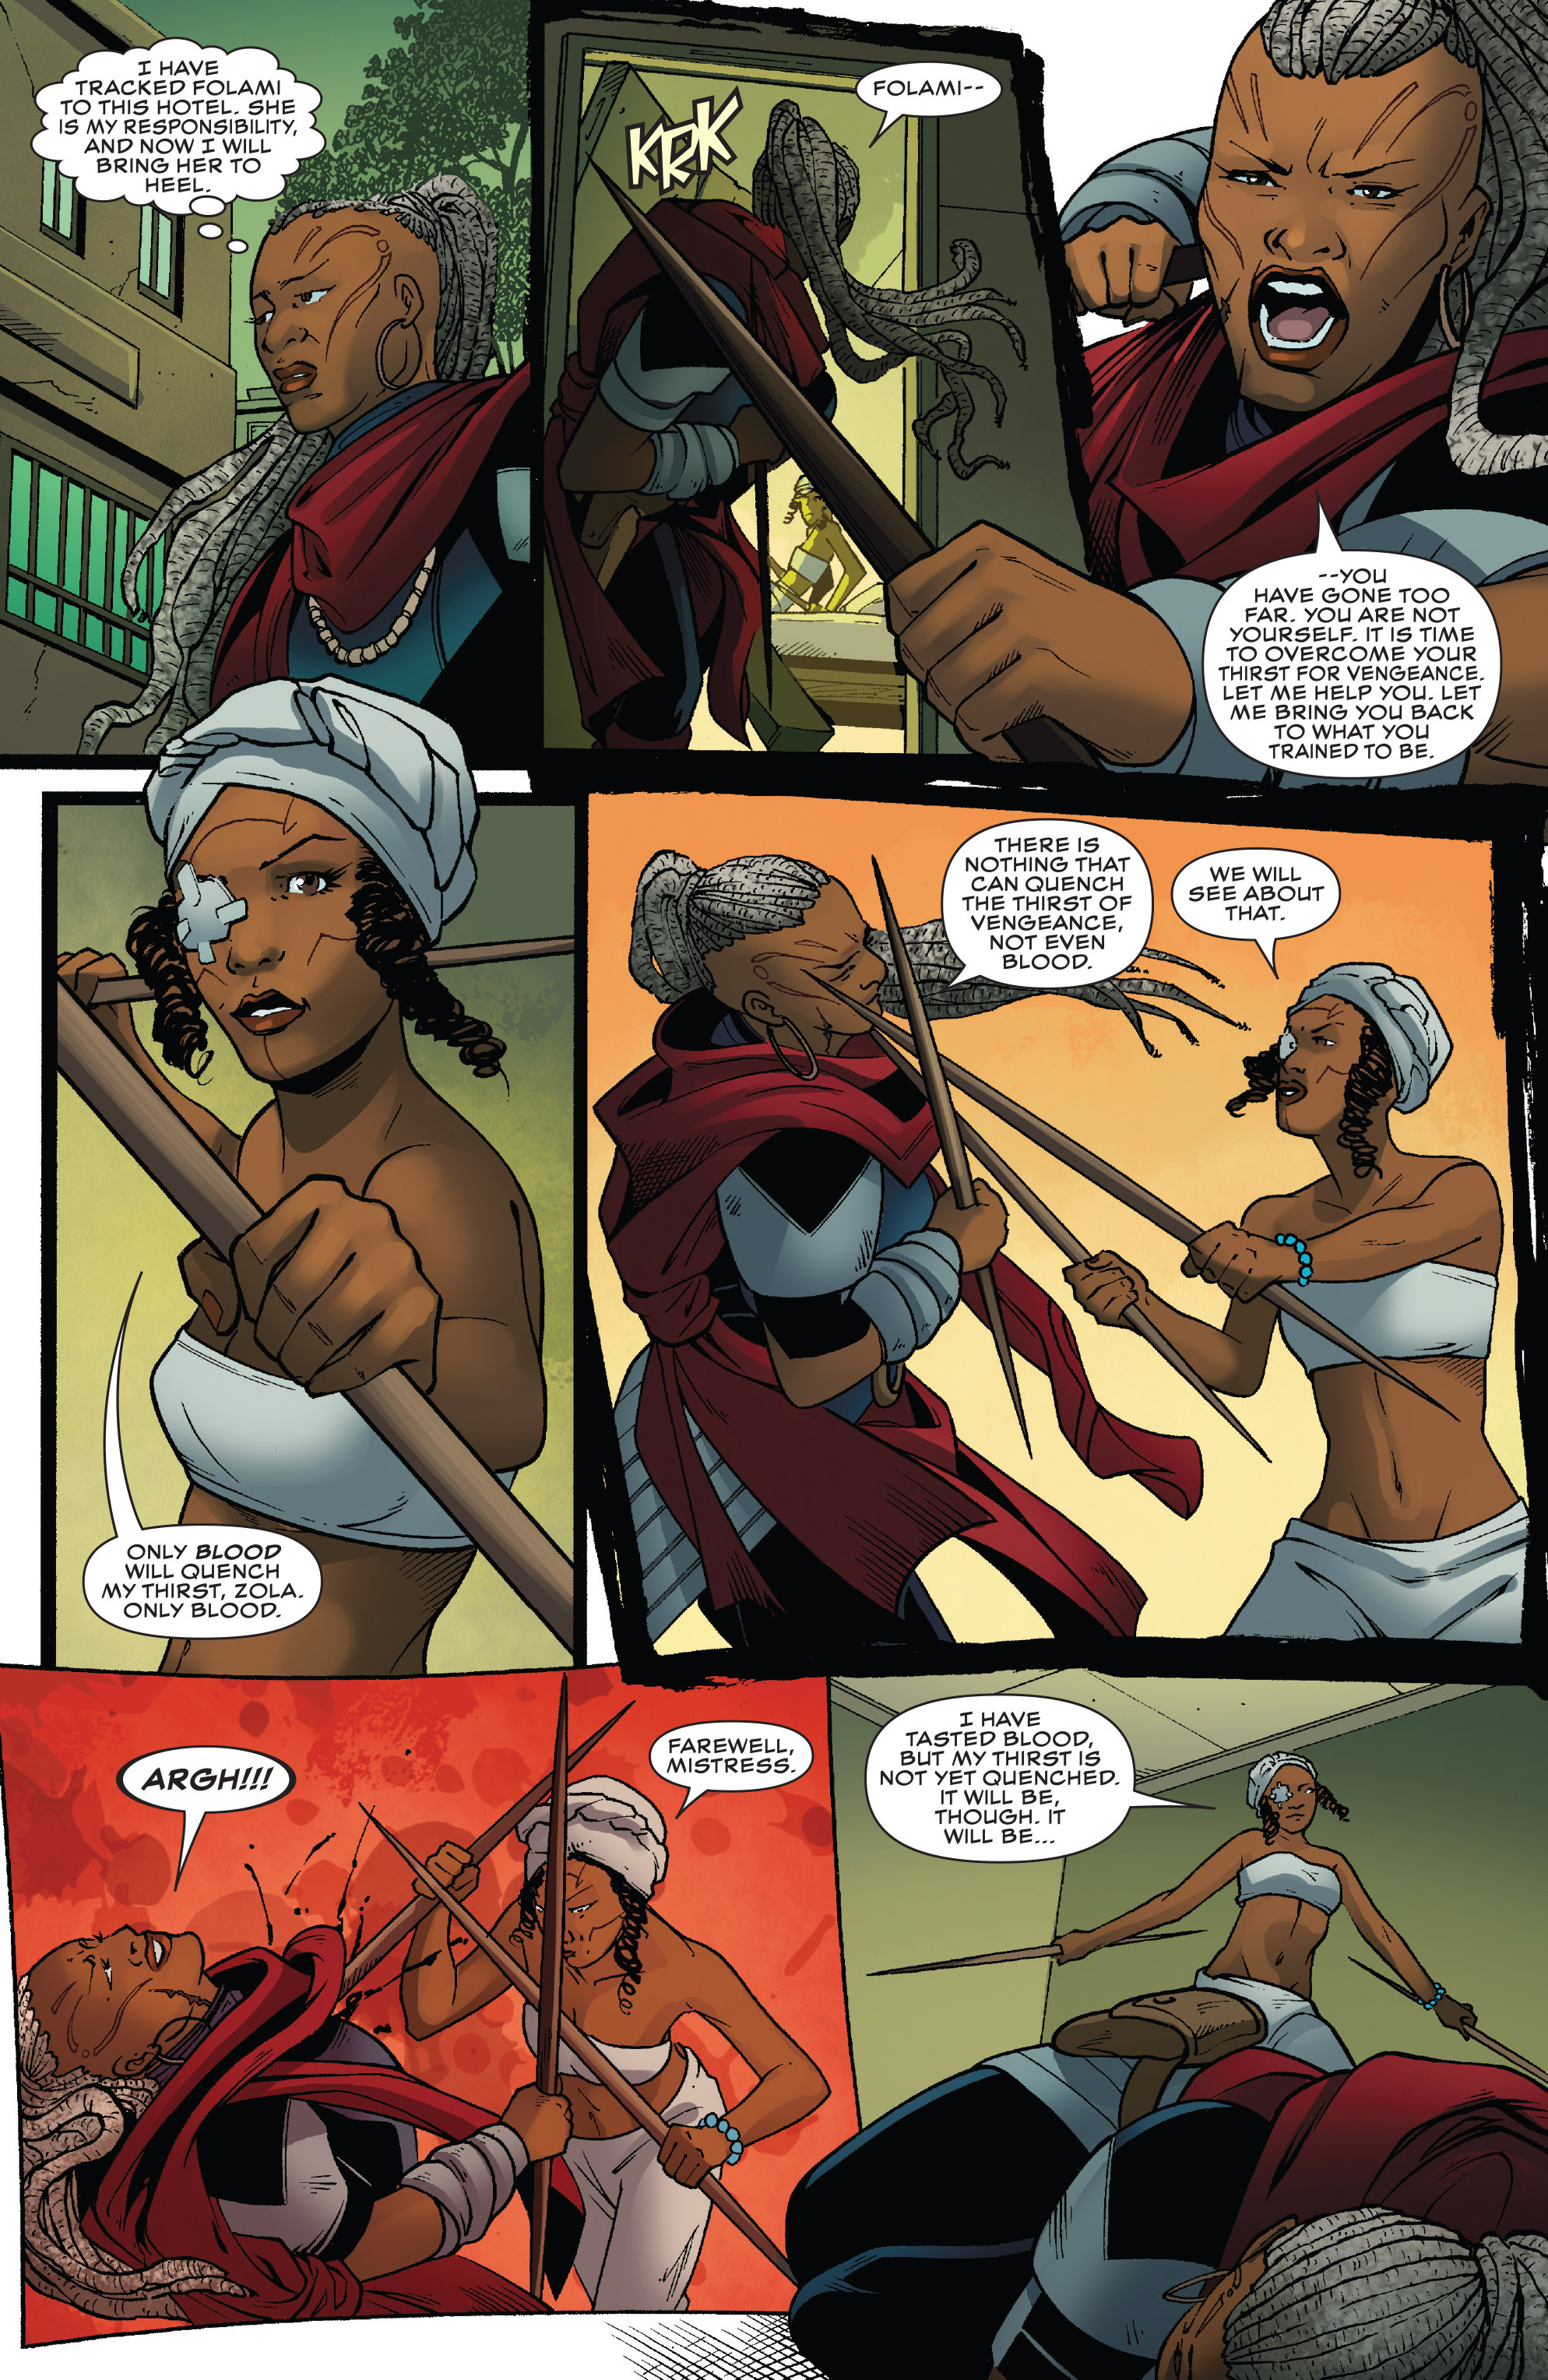 I HAVE
TRACKED FOLAMI
TO THIS HOTEL. SHE
IS MY RESPONSIBILITY,
AND NOW I WILL
BRING HER TO
HEEL.
KRK
FOLAMI--
--YOU
HAVE GONE TOO
FAR. YOU ARE NOT
YOURSELF. IT IS TIME
TO OVERCOME YOUR
THIRST FOR VENGEANCE.
LET ME HELP YOU. LET
ME BRING YOU BACK
TO WHAT YOU
TRAINED TO BE.
ONLY BLOOD
WILL QUENCH
MY THIRST, ZOLA.
ONLY BLOOD.
THERE IS
NOTHING THAT
CAN QUENCH
THE THIRST OF
VENGEANCE,
NOT EVEN
BLOOD.
WE WILL
SEE ABOUT
THAT.
ARGH!!!
FAREWELL,
MISTRESS.
I HAVE
TASTED BLOOD,
BUT MY THIRST IS
NOT YET QUENCHED.
IT WILL BE,
THOUGH. IT
WILL BE...